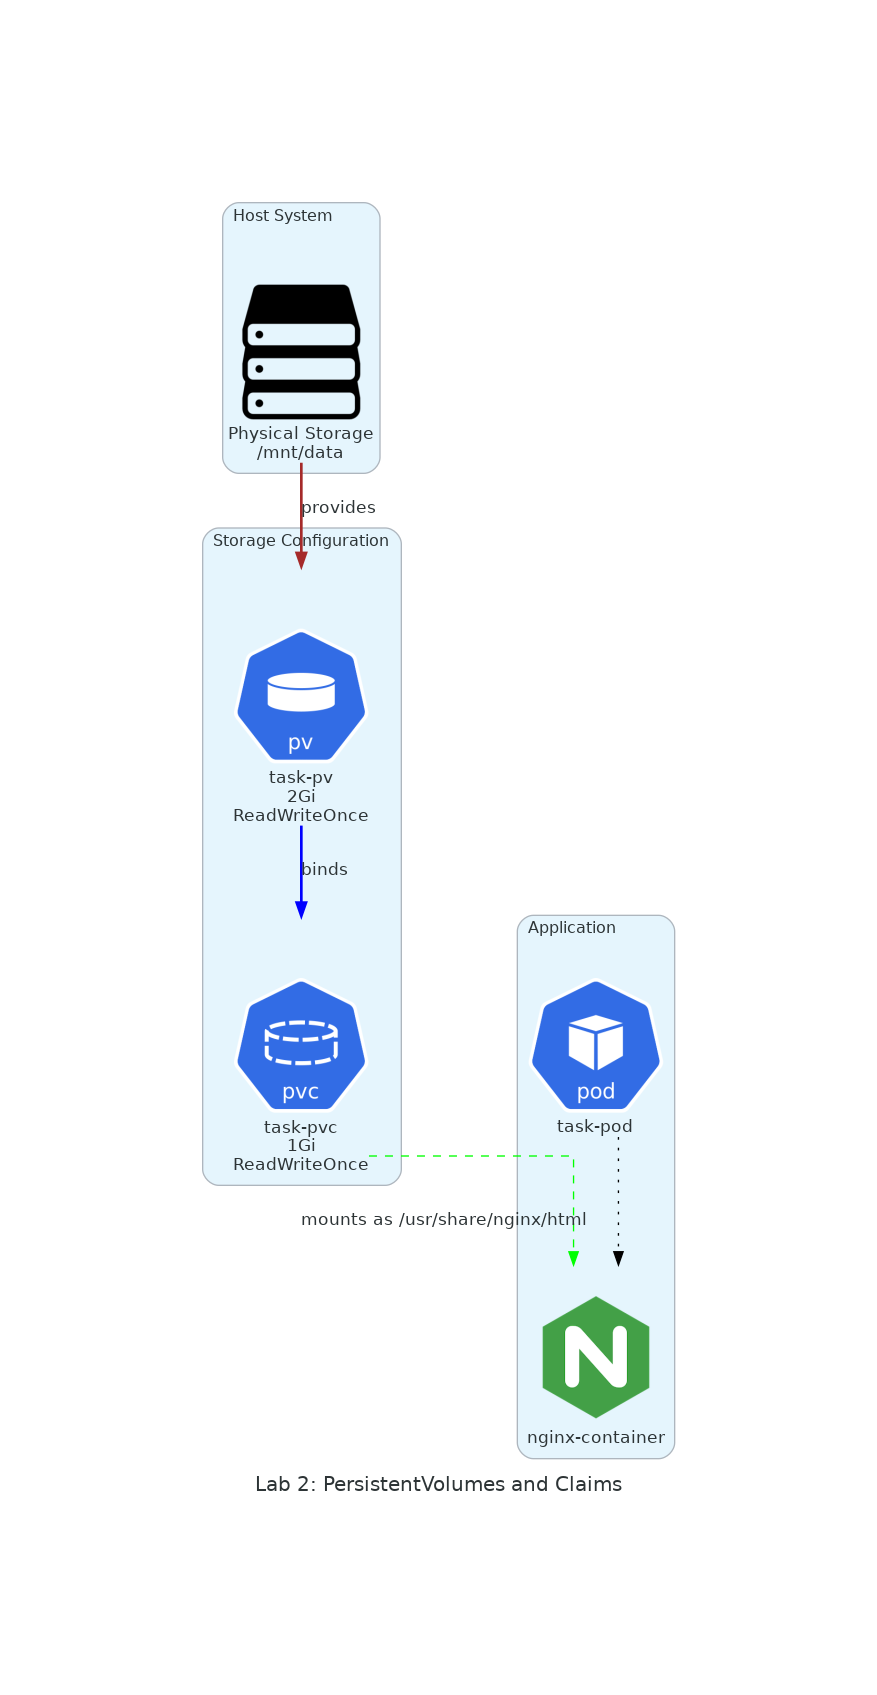 Host System
Physical Storage
/mnt/data
provides
Storage Configuration
pv
task-pv
2Gi
ReadWriteOnce
binds
pvc
task-pvc
1Gi
ReadWriteOnce
Application
pod
task-pod
mounts as /usr/share/nginx/html
N
nginx-container
Lab 2: PersistentVolumes and Claims